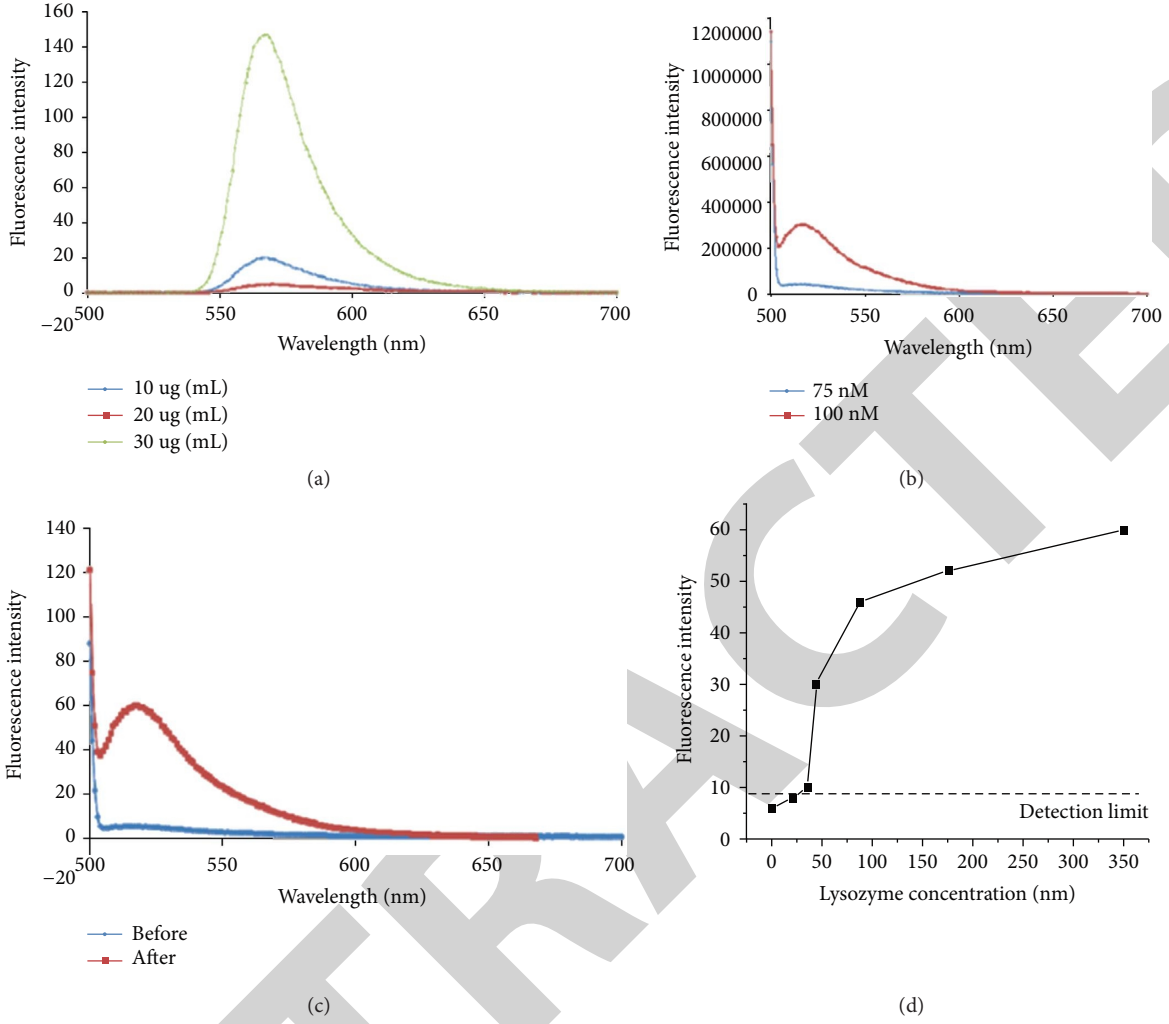 160
140
120
100
80
60
40
20
0
−20
Fluorescence intensity
500
550
600
650
700
Wavelength (nm)
10 ug (mL)
20 ug (mL)
30 ug (mL)
(a)
1200000
1000000
800000
600000
400000
200000
0
Fluorescence intensity
500
550
600
650
700
Wavelength (nm)
75 nM
100 nM
(b)
140
120
100
80
60
40
20
0
−20
Fluorescence intensity
500
550
600
650
700
Wavelength (nm)
Before
After
(c)
60
50
40
30
20
10
0
Fluorescence intensity
Detection limit
0
50
100
150
200
250
300
350
Lysozyme concentration (nm)
(d)
TRACTE